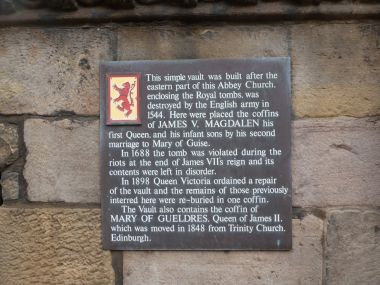 This simple vault was built after the
eastern part of this Abbey Church,
enclosing the Royal tombs, was
destroyed by the English army in
1544. Here were placed the coffins
of JAMES V. MAGDALEN his
first Queen, and his infant sons by his second
marriage to Mary of Guise.
In 1688 the tomb was violated during the
riots at the end of James VII's reign and its
contents were left in disorder.
In 1898 Queen Victoria ordained a repair
of the vault and the remains of those previously
interred here were re-buried in one coffin.
The Vault also contains the coffin of
MARY OF GUELDRES, Queen of James II,
which was moved in 1848 from Trinity Church,
Edinburgh.